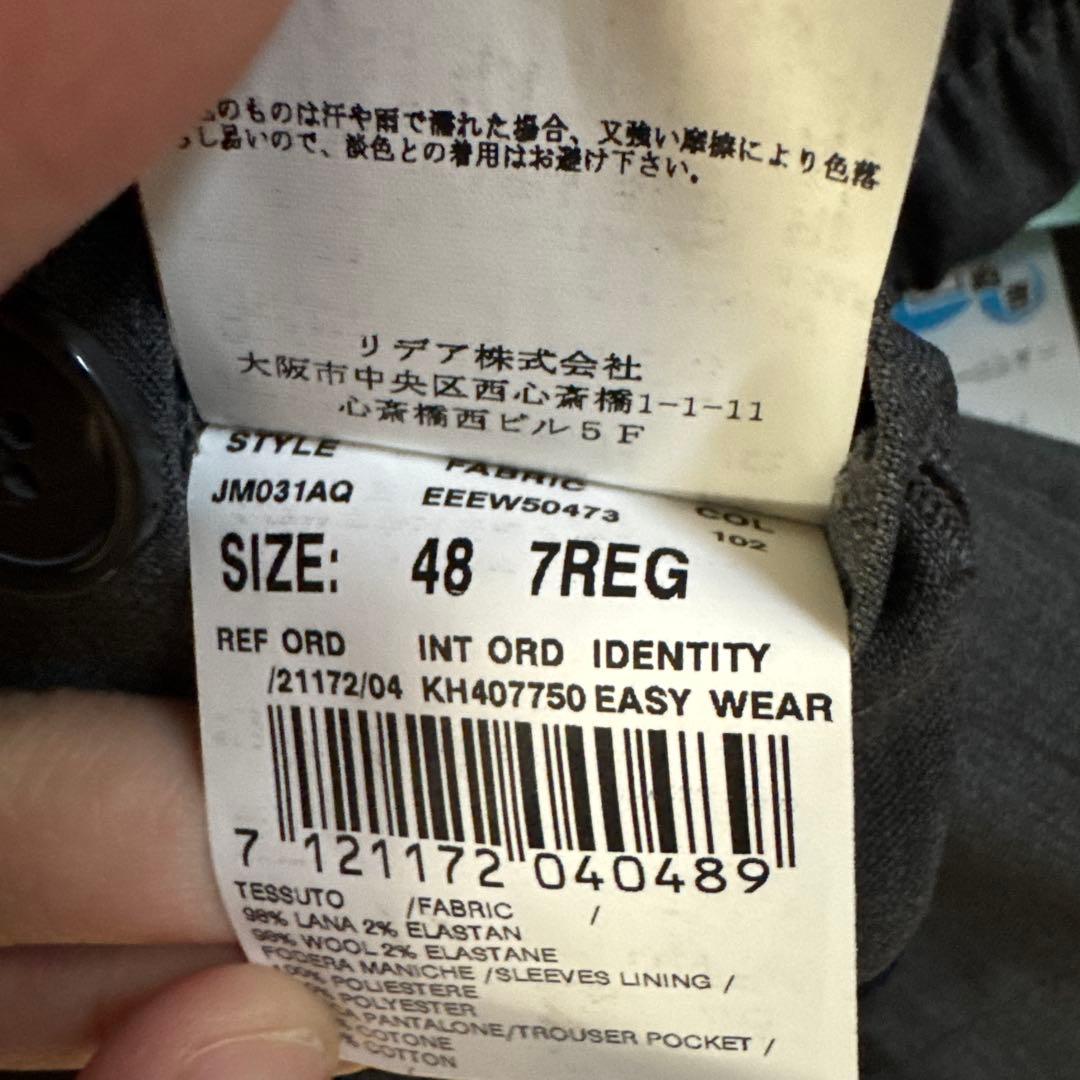 のものは汗や雨で濡れた場合、又強い摩擦により色落
し易いので、淡色との着用はお避け下さい。
リデア株式会社
大阪市中央区西心斎橋1-1-11
心斎橋西ビル5F
STYLE FABRIC COL
JM031AQ EEEW50473 102
SIZE: 48 7REG
REF ORD INT ORD IDENTITY
/21172/04 KH407750 EASY WEAR
7 121172 040489
TESSUTO /FABRIC /
98% LANA 2% ELASTAN
98% WOOL 2% ELASTANE
FODERA MANICHE /SLEEVES LINING /
100% POLIESTERE
POLYESTER
PANTALONE/TROUSER POCKET /
COTONE
% COTTON